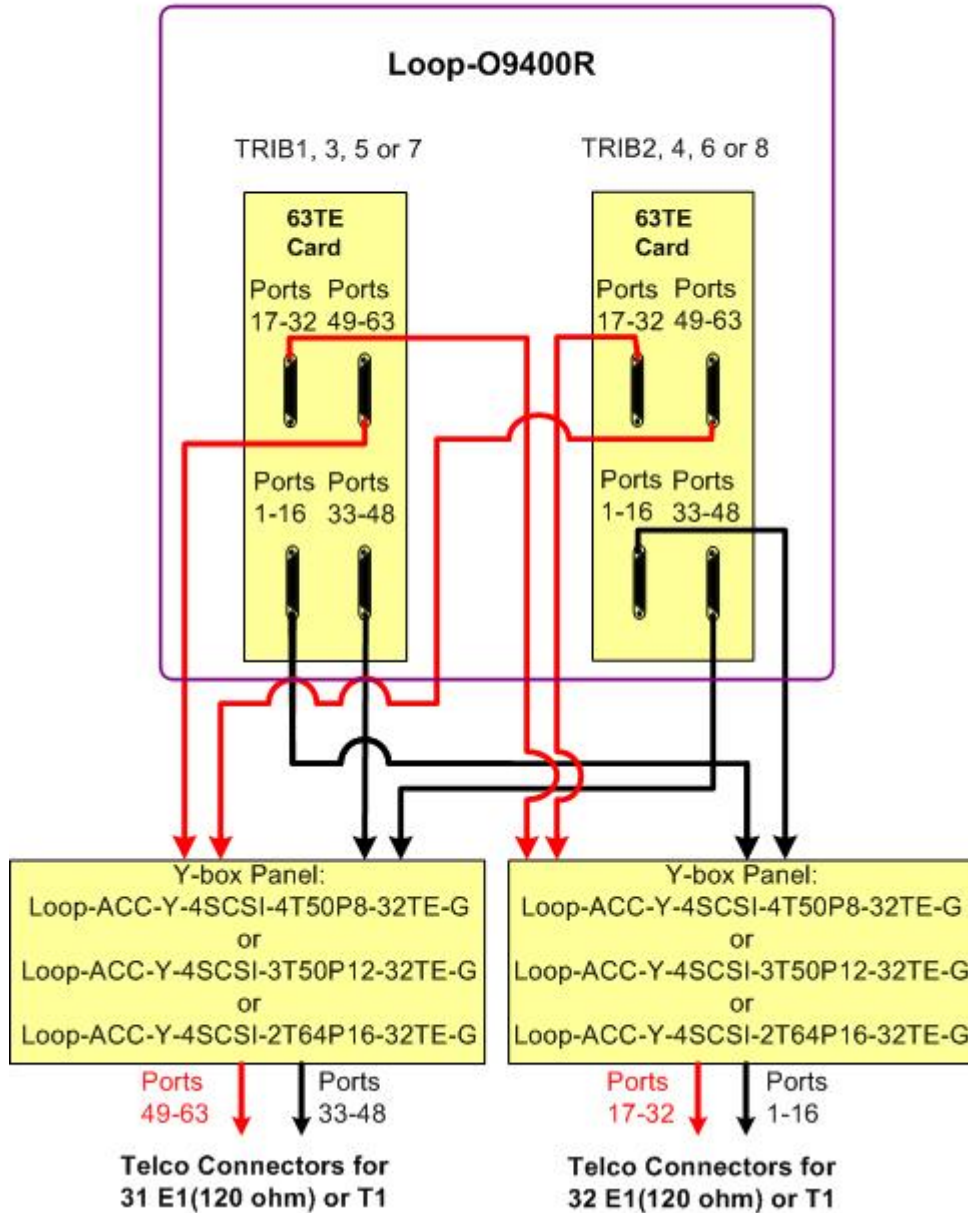 Loop-O9400R
TRIB1, 3, 5 or 7
63TE
Card
Ports Ports
17-32 49-63
Ports Ports
1-16 33-48
TRIB2, 4, 6 or 8
63TE
Card
Ports Ports
17-32 49-63
Ports Ports
1-16 33-48
Y-box Panel:
Loop-ACC-Y-4SCSI-4T50P8-32TE-G
or
Loop-ACC-Y-4SCSI-3T50P12-32TE-G
or
Loop-ACC-Y-4SCSI-2T64P16-32TE-G
Ports
49-63
Ports
33-48
Telco Connectors for
31 E1(120 ohm) or T1
Y-box Panel:
Loop-ACC-Y-4SCSI-4T50P8-32TE-G
or
Loop-ACC-Y-4SCSI-3T50P12-32TE-G
or
Loop-ACC-Y-4SCSI-2T64P16-32TE-G
Ports
17-32
Ports
1-16
Telco Connectors for
32 E1(120 ohm) or T1